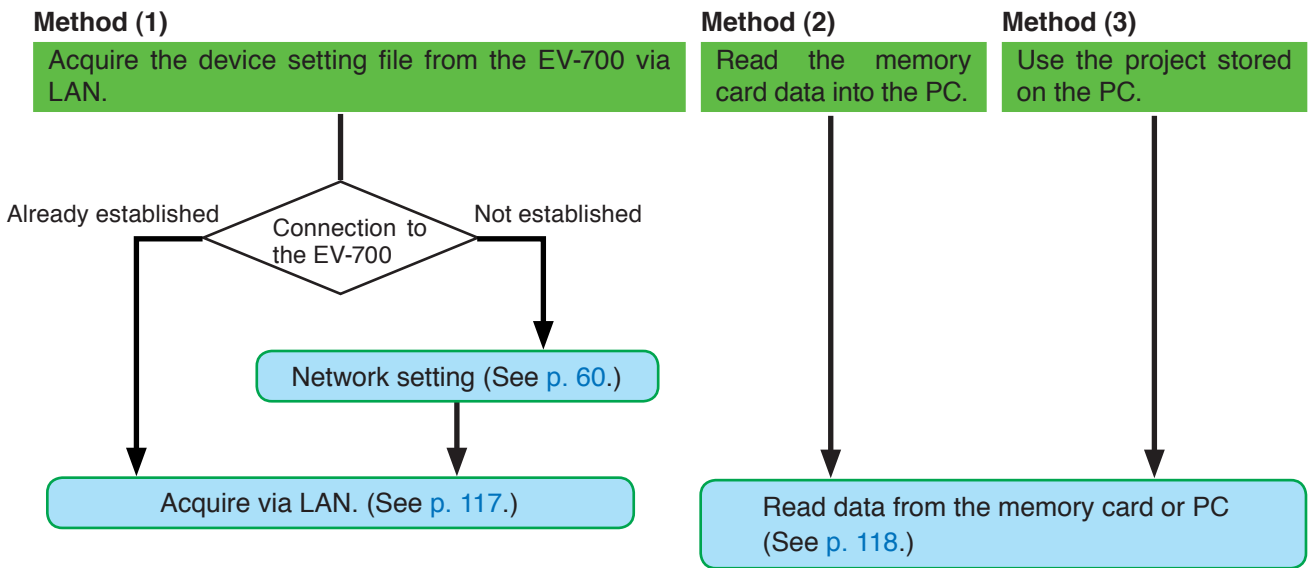 Method (1)
Acquire the device setting file from the EV-700 via
LAN.
Method (2)
Read the memory
card data into the PC.
Method (3)
Use the project stored
on the PC.
Already established
Connection to
the EV-700
Not established
Network setting (See p. 60.)
Acquire via LAN. (See p. 117.)
Read data from the memory card or PC
(See p. 118.)